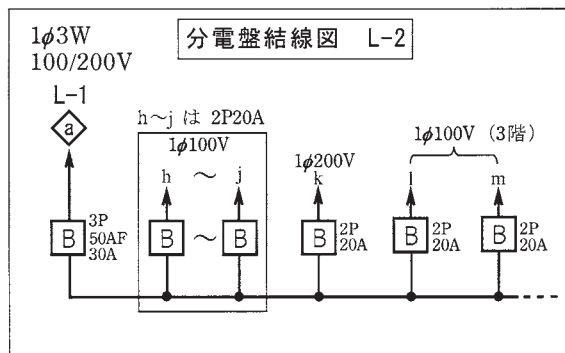 1φ3W
100/200V
分電盤結線図 L-2
L-1
a
h～j は 2P20A
1φ100V
h ～ j
1φ200V
k
1φ100V (3階)
l m
B
3P
50AF
30A
B ～ B
B
2P
20A
B
2P
20A
B
2P
20A